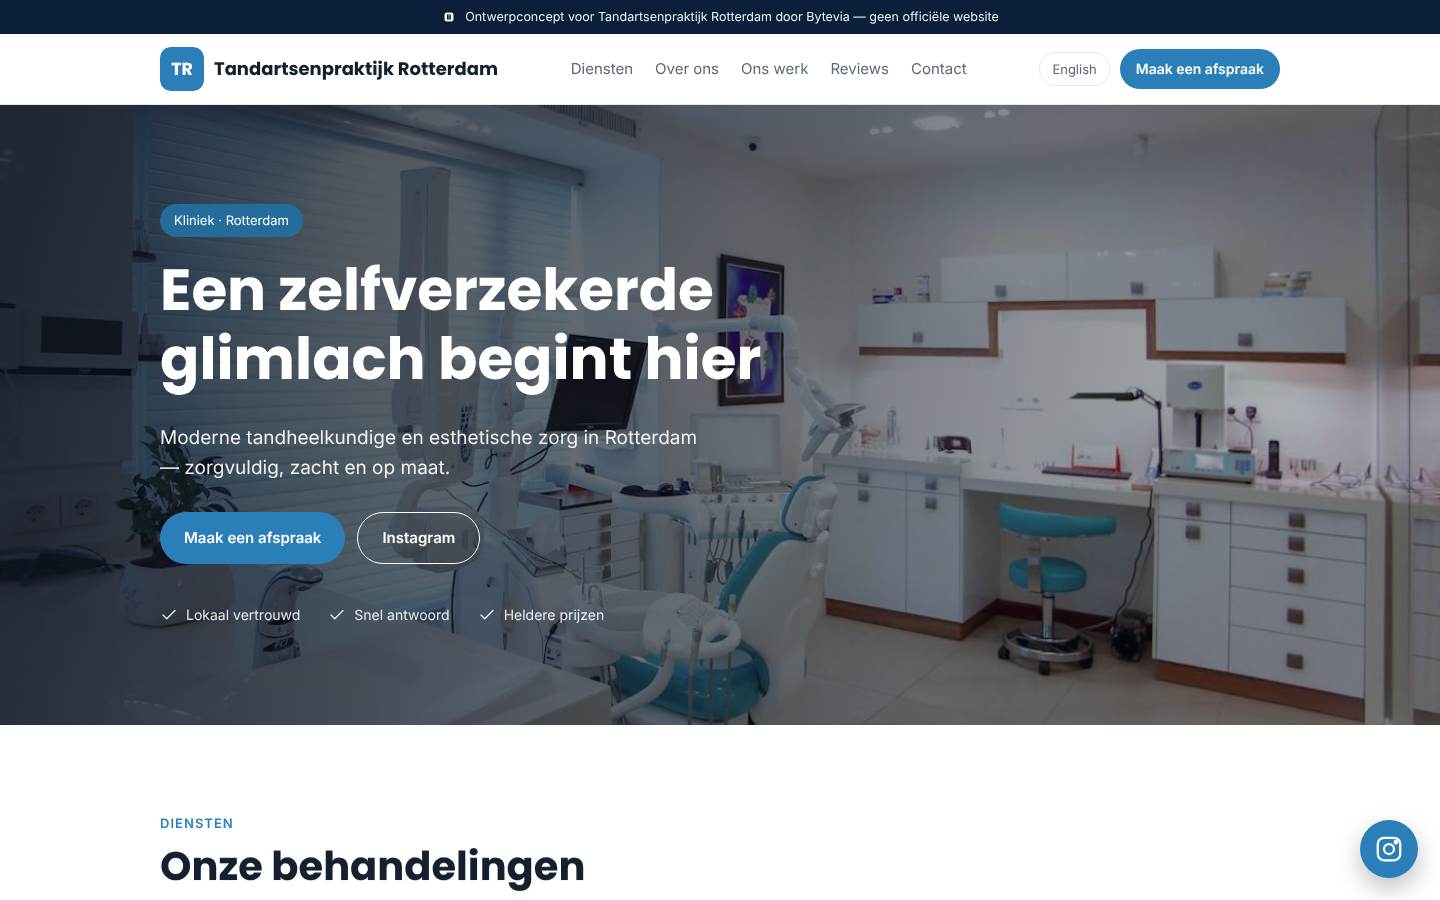 Ontwerpconcept voor Tandartsenpraktijk Rotterdam door Bytevia — geen officiële website
TR
Tandartsenpraktijk Rotterdam
Diensten
Over ons
Ons werk
Reviews
Contact
English
Maak een afspraak
Kliniek · Rotterdam
Een zelfverzekerde
glimlach begint hier
Moderne tandheelkundige en esthetische zorg in Rotterdam
— zorgvuldig, zacht en op maat.
Maak een afspraak
Instagram
Lokaal vertrouwd
Snel antwoord
Heldere prijzen
DIENSTEN
Onze behandelingen